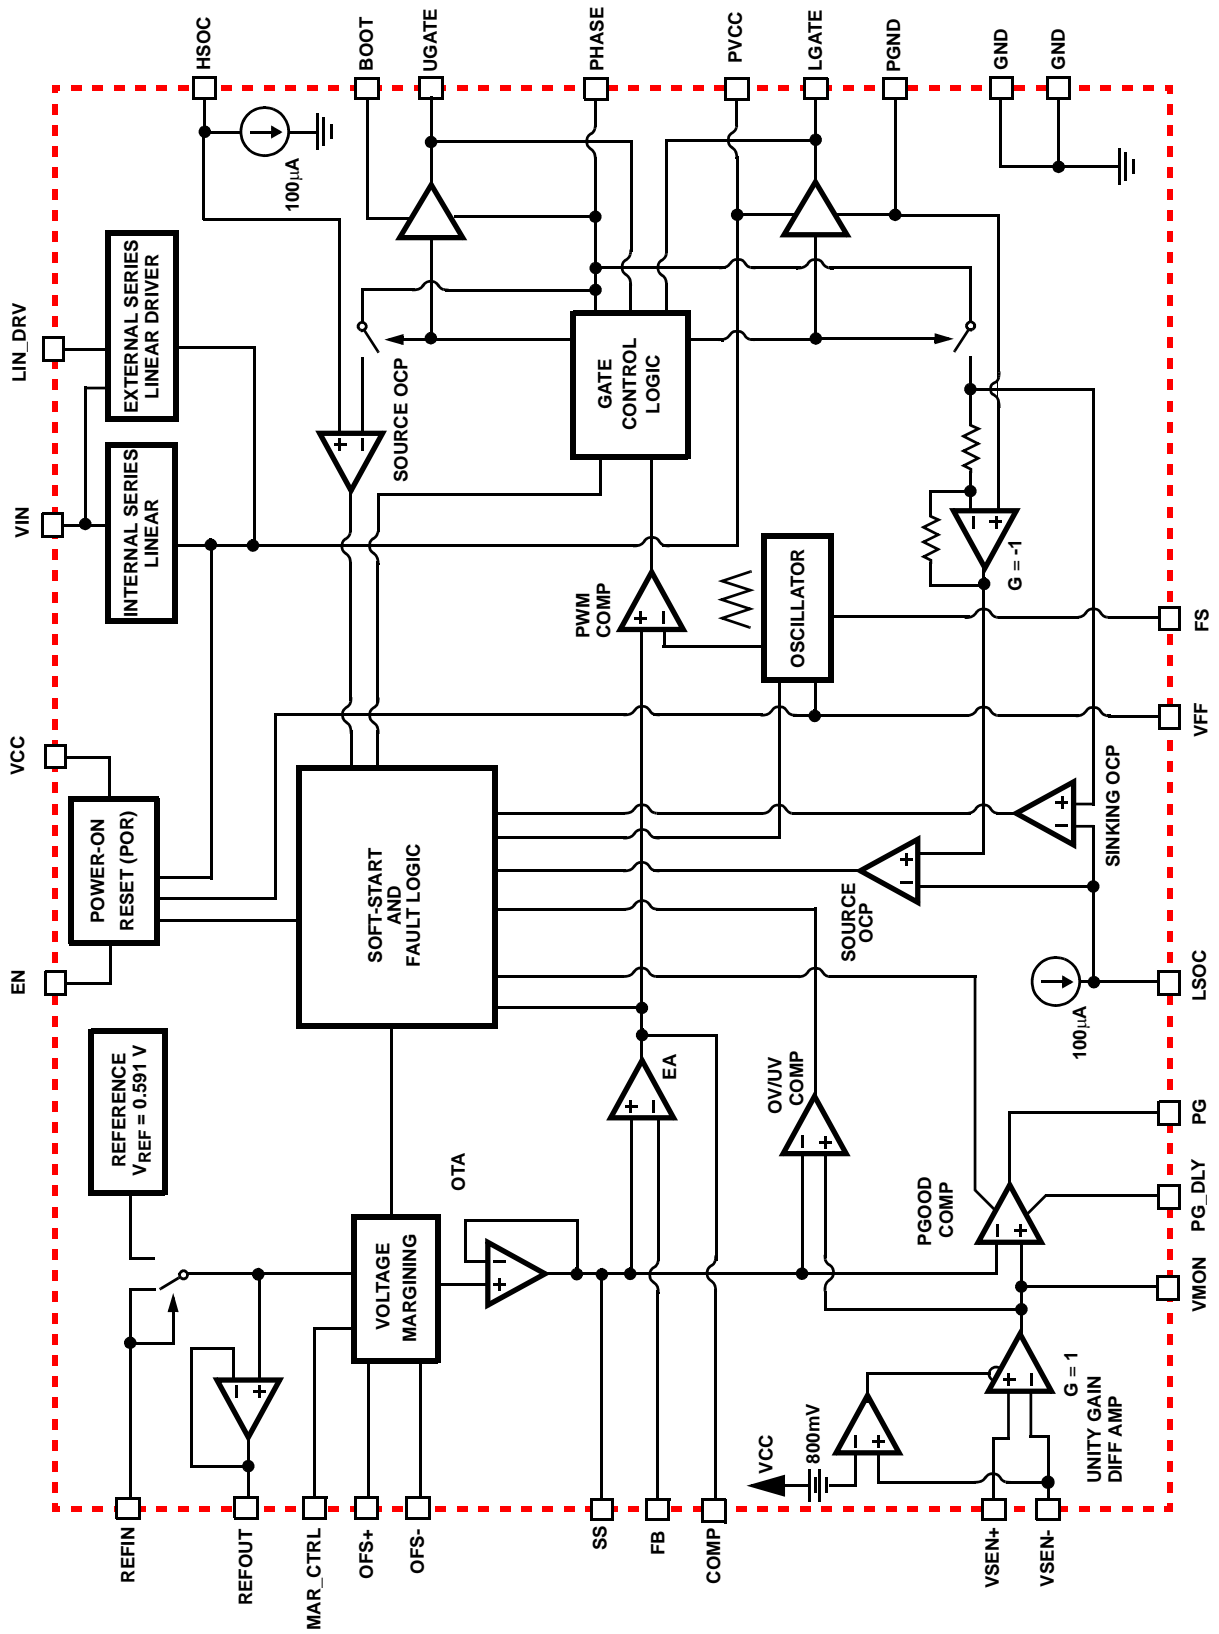 HSOC
BOOT
UGATE
PHASE
PVCC
LGATE
PGND
GND
GND
100µA
LIN_DRV
EXTERNAL SERIES
LINEAR DRIVER
VIN
INTERNAL SERIES
LINEAR
+
−
SOURCE OCP
GATE
CONTROL
LOGIC
PWM
COMP
+
−
OSCILLATOR
−
+
G = -1
FS
VFF
VCC
POWER-ON
RESET (POR)
EN
SOFT-START
AND
FAULT LOGIC
−
+
SINKING OCP
−
+
SOURCE
OCP
100µA
LSOC
REFERENCE
VREF = 0.591 V
EA
+
−
OV/UV
COMP
−
+
PG
PG_DLY
PGOOD
COMP
−
+
VMON
OTA
VOLTAGE
MARGINING
−
+
−
+
VCC
800mV
−
+
+
−
G = 1
UNITY GAIN
DIFF AMP
REFIN
REFOUT
MAR_CTRL
OFS+
OFS-
SS
FB
COMP
VSEN+
VSEN-